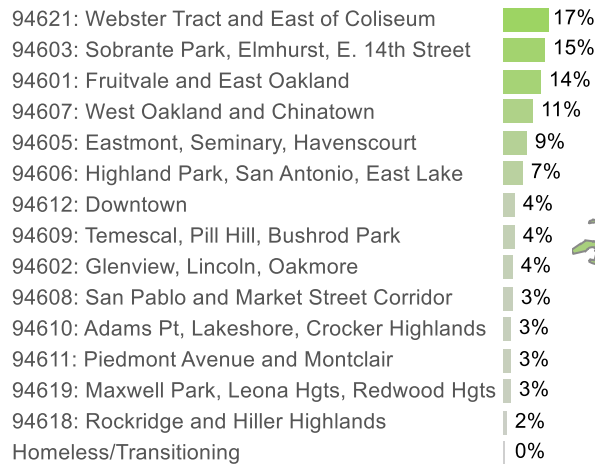 94621: Webster Tract and East of Coliseum 17%
94603: Sobrante Park, Elmhurst, E. 14th Street 15%
94601: Fruitvale and East Oakland 14%
94607: West Oakland and Chinatown 11%
94605: Eastmont, Seminary, Havenscourt 9%
94606: Highland Park, San Antonio, East Lake 7%
94612: Downtown 4%
94609: Temescal, Pill Hill, Bushrod Park 4%
94602: Glenview, Lincoln, Oakmore 4%
94608: San Pablo and Market Street Corridor 3%
94610: Adams Pt, Lakeshore, Crocker Highlands 3%
94611: Piedmont Avenue and Montclair 3%
94619: Maxwell Park, Leona Hgts, Redwood Hgts 3%
94618: Rockridge and Hiller Highlands 2%
Homeless/Transitioning 0%